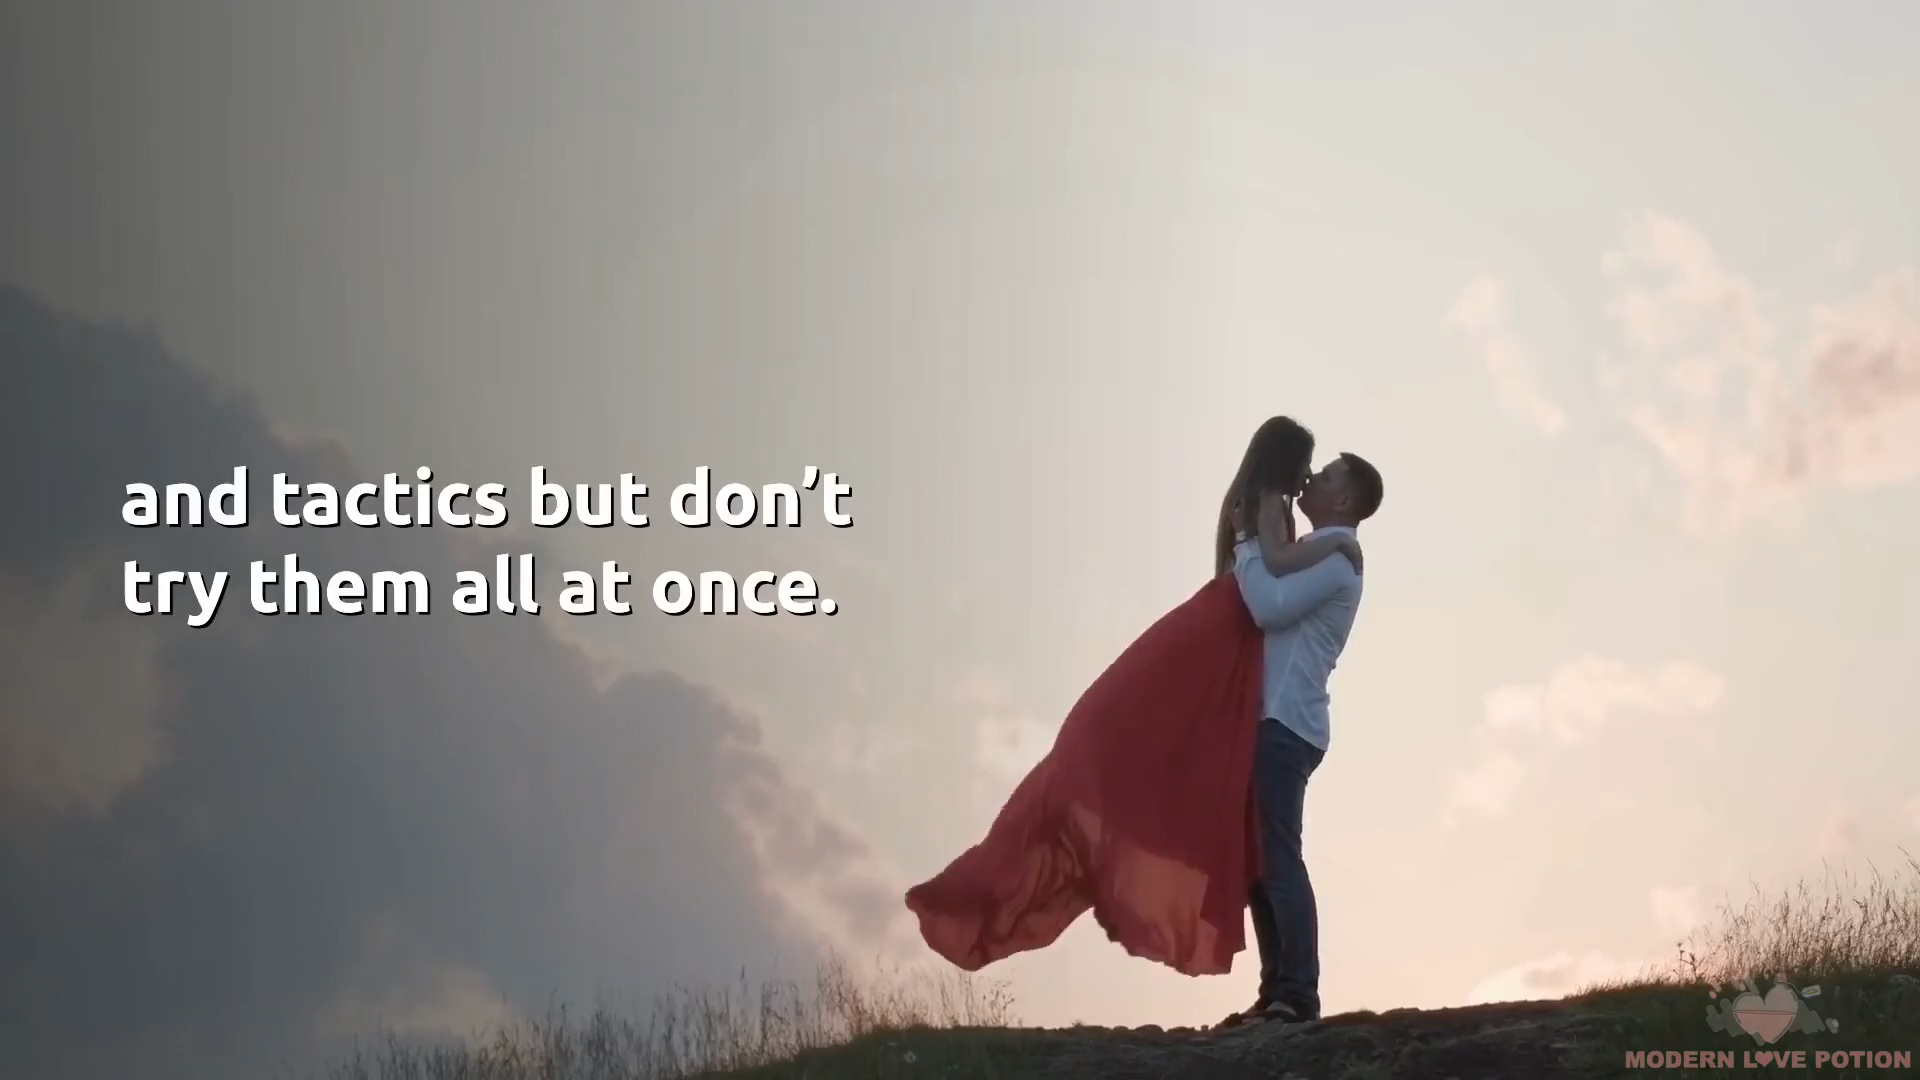 and tactics but don’t
try them all at once.
MODERN LOVE POTION